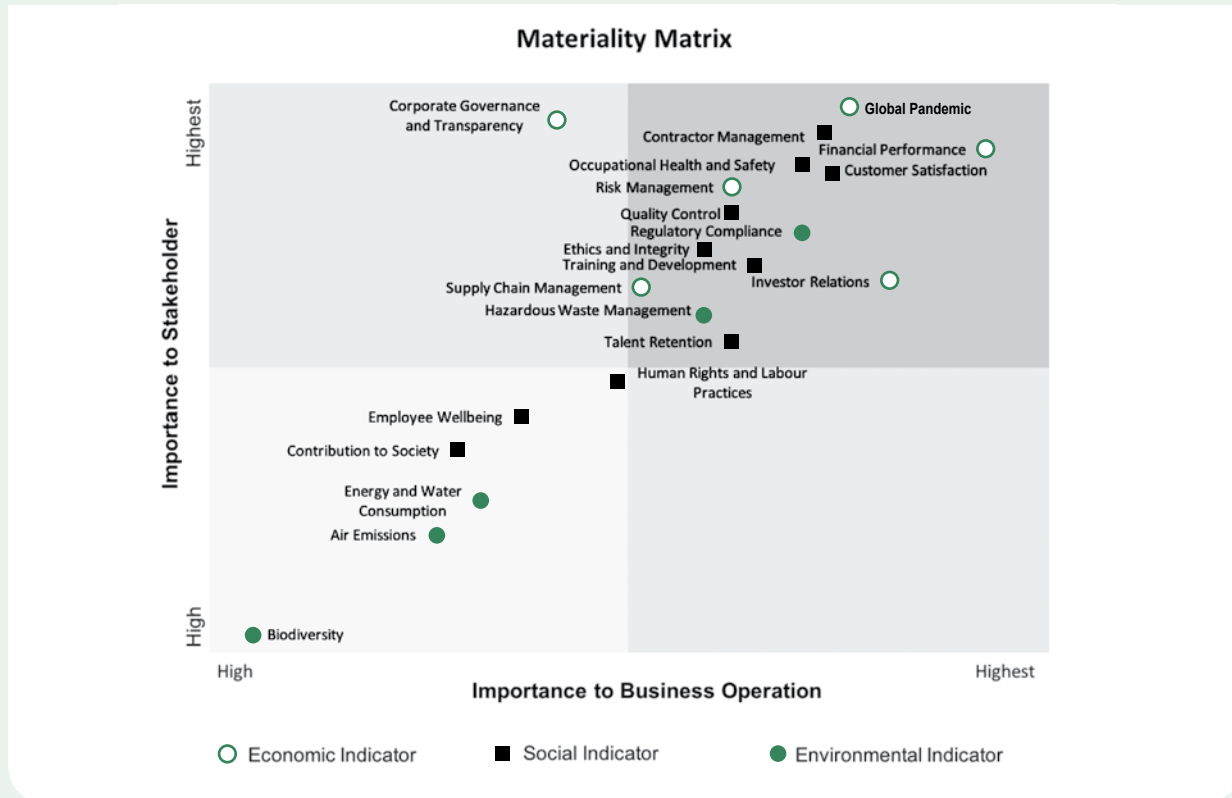 Materiality Matrix
Highest
Corporate Governance
and Transparency
Global Pandemic
Contractor Management
Financial Performance
Occupational Health and Safety
Customer Satisfaction
Risk Management
Quality Control
Regulatory Compliance
Ethics and Integrity
Training and Development
Investor Relations
Supply Chain Management
Hazardous Waste Management
Talent Retention
Human Rights and Labour
Practices
Importance to Stakeholder
Employee Wellbeing
Contribution to Society
Energy and Water
Consumption
Air Emissions
High
Biodiversity
High
Highest
Importance to Business Operation
Economic Indicator
Social Indicator
Environmental Indicator